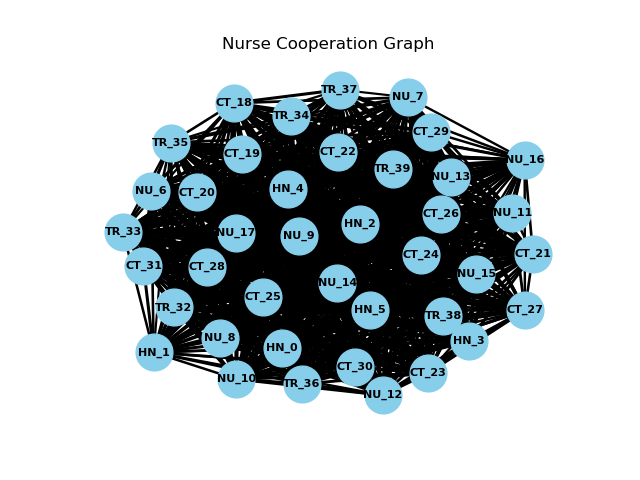 Nurse Cooperation Graph
TR_37
NU_7
CT_18
TR_34
CT_29
TR_35
CT_19
CT_22
NU_16
TR_39
NU_13
NU_6
CT_20
HN_4
CT_26
NU_11
HN_2
TR_33
NU_17
NU_9
CT_24
CT_21
CT_31
CT_28
NU_15
NU_14
CT_25
TR_32
HN_5
CT_27
TR_38
NU_8
HN_3
HN_1
HN_0
CT_30
CT_23
NU_10
TR_36
NU_12